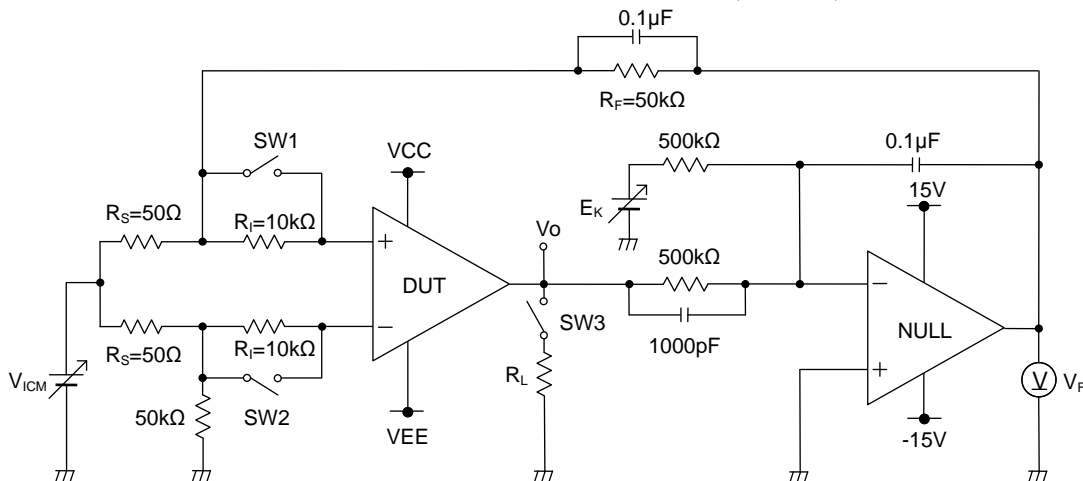 0.1µF
RF=50kΩ
SW1
VCC
500kΩ
0.1µF
15V
EK
RS=50Ω
RI=10kΩ
Vo
+
DUT
−
500kΩ
1000pF
−
NULL
+
SW3
RS=50Ω
RI=10kΩ
VICM
SW2
50kΩ
VEE
RL
-15V
V
VF